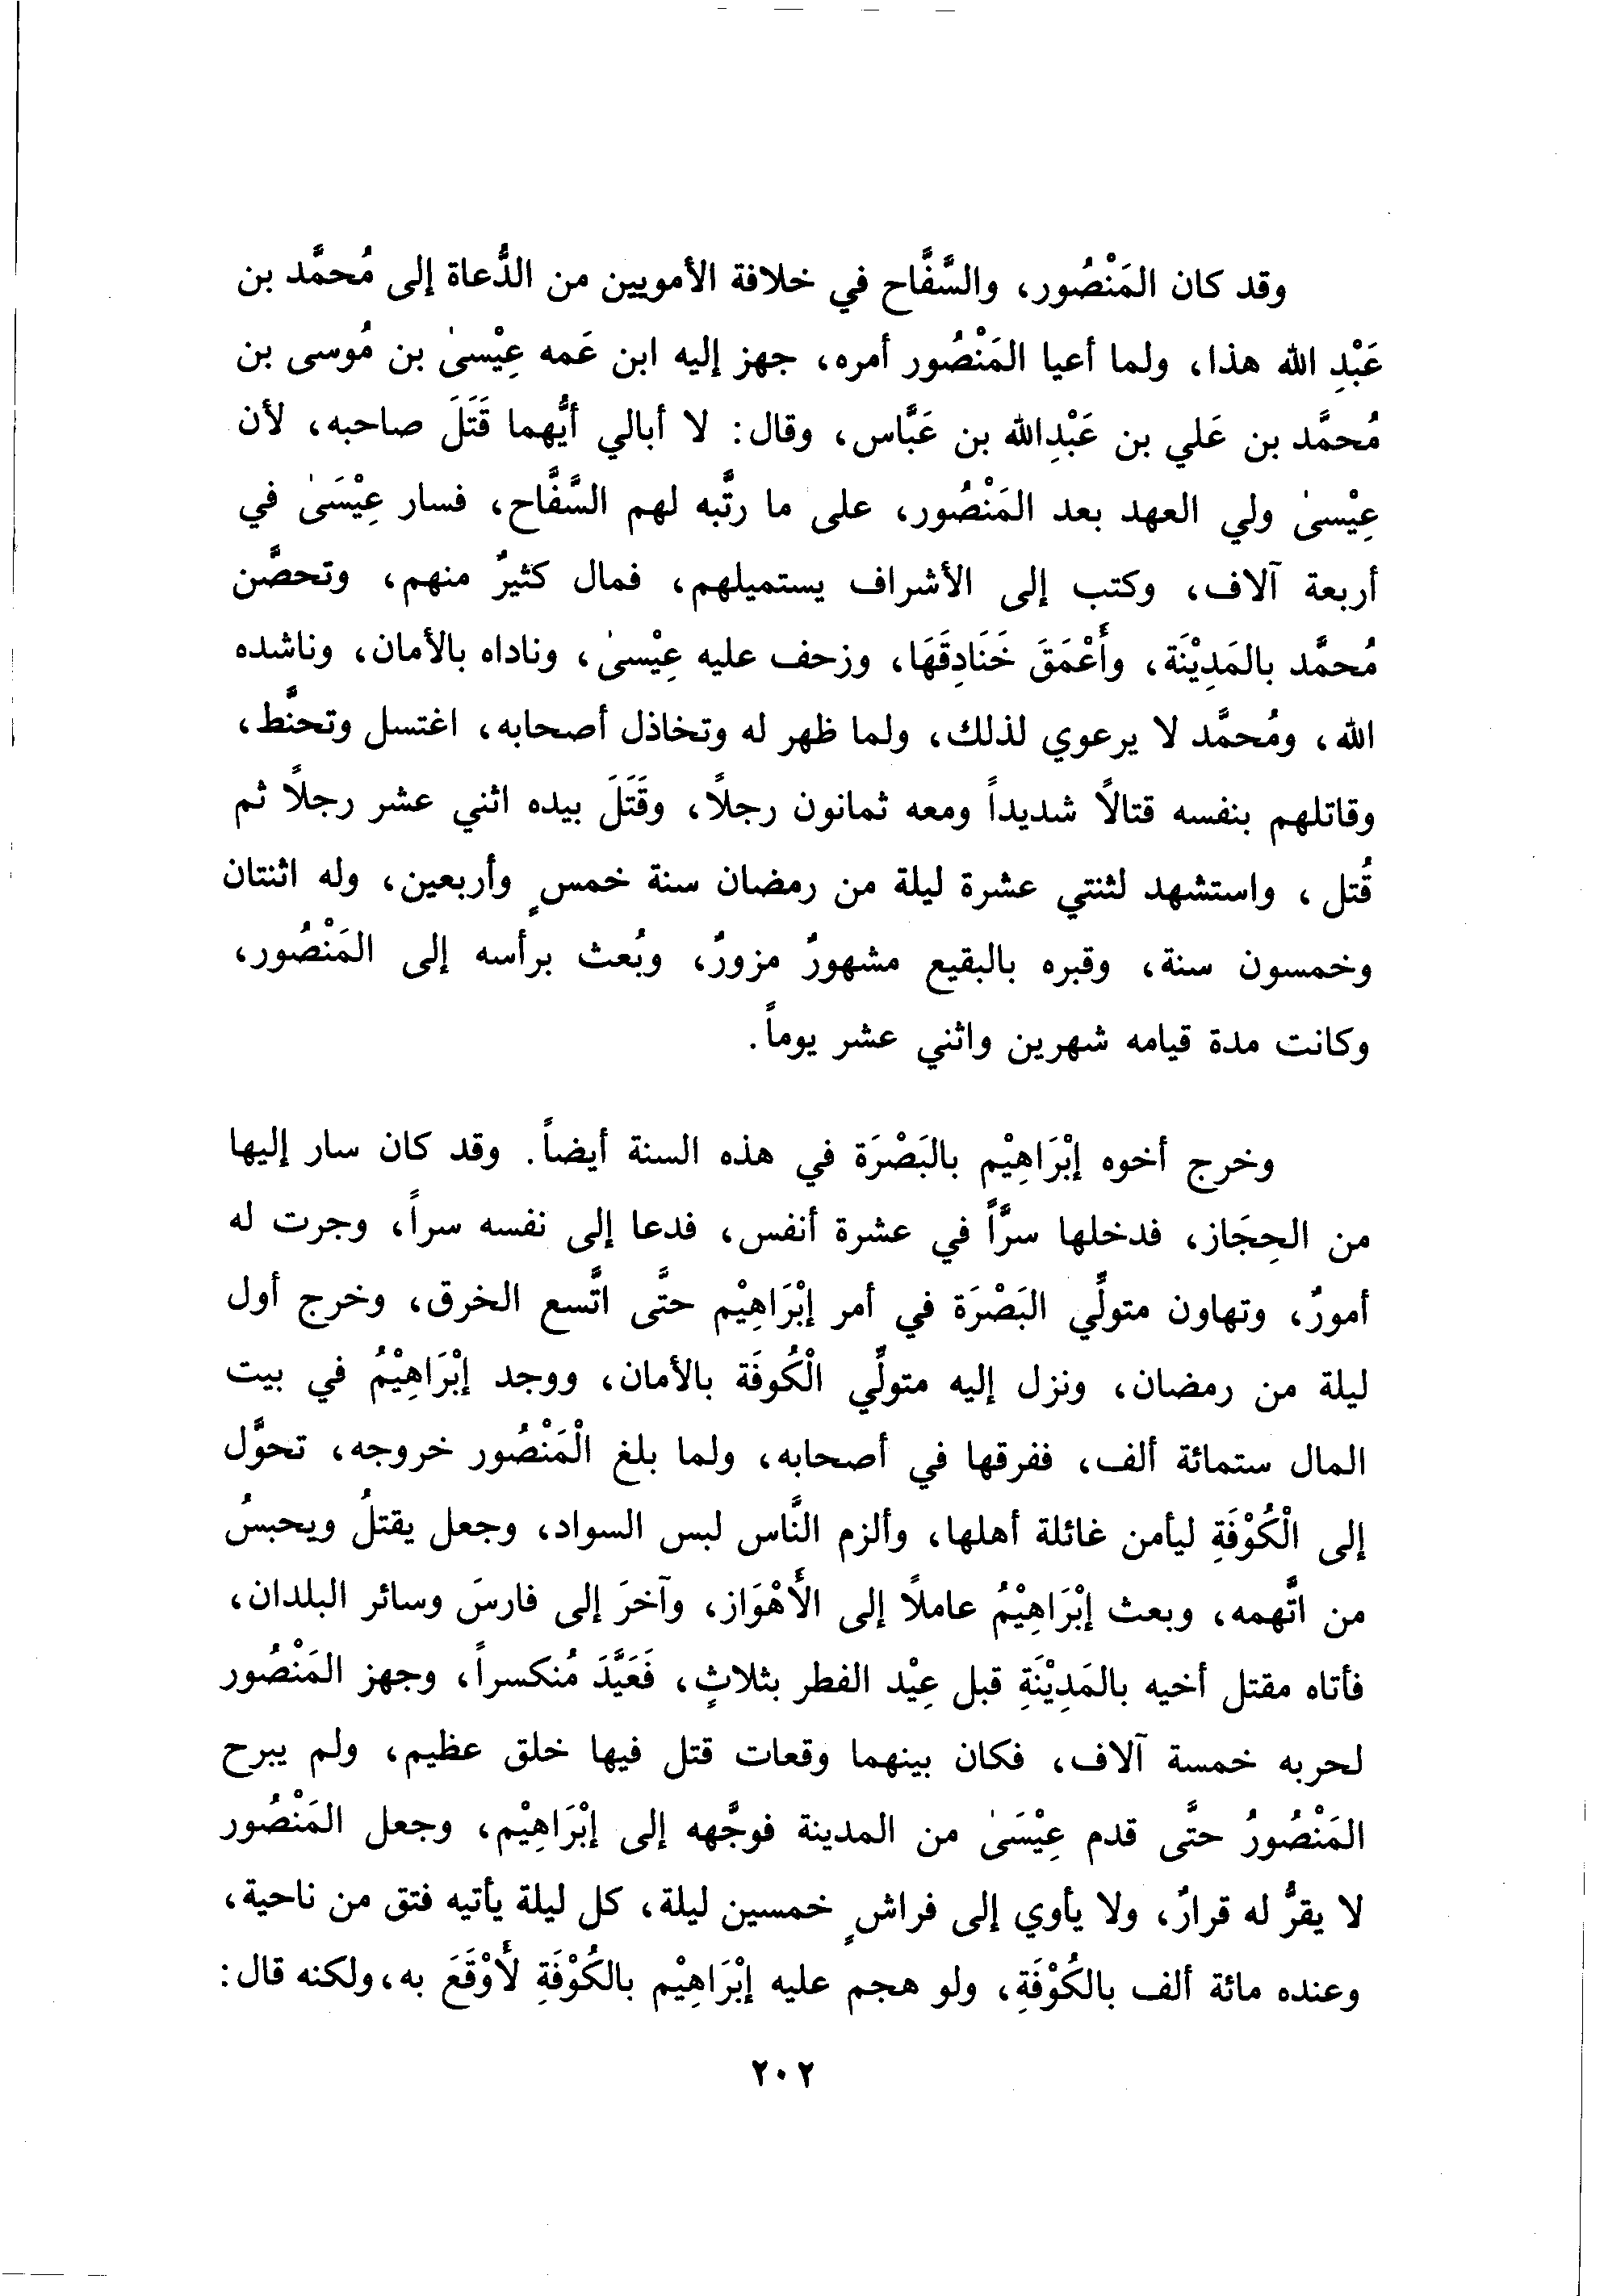 وقد كان المَنْصُور، والسَّفَّاح في خلافة الأمويين من الدُّعاة إلى مُحمَّد بن
عَبْدِ الله هذا، ولما أعيا المَنْصُور أمره، جهز إليه ابن عَمه عِيْسىٰ بن مُوسى بن
مُحمَّد بن عَلي بن عَبْدِالله بن عَبَّاس، وقال: لا أبالي أيُّهما قَتَلَ صاحبه، لأن
عِيْسىٰ ولي العهد بعد المَنْصُور، على ما رتَّبه لهم السَّفَّاح، فسار عِيْسَىٰ في
أربعة آلاف، وكتب إلى الأشراف يستميلهم، فمال كثيرٌ منهم، وتحصَّن
مُحمَّد بالمَدِيْنَة، وأَعْمَقَ خَنَادِقَهَا، وزحف عليه عِيْسىٰ، وناداه بالأمان، وناشده
الله، ومُحمَّد لا يرعوي لذلك، ولما ظهر له وتخاذل أصحابه، اغتسل وتحنَّط،
وقاتلهم بنفسه قتالًا شديداً ومعه ثمانون رجلًا، وقَتَلَ بيده اثني عشر رجلًا ثم
قُتل، واستشهد لثنتي عشرة ليلة من رمضان سنة خمسٍ وأربعين، وله اثنتان
وخمسون سنة، وقبره بالبقيع مشهورٌ مزورٌ، وبُعث برأسه إلى المَنْصُور،
وكانت مدة قيامه شهرين واثني عشر يوماً.
وخرج أخوه إبْرَاهِيْم بالبَصْرَة في هذه السنة أيضاً. وقد كان سار إليها
من الحِجَاز، فدخلها سرَّاً في عشرة أنفس، فدعا إلى نفسه سراً، وجرت له
أمورٌ، وتهاون متولِّي البَصْرَة في أمر إبْرَاهِيْم حتَّى اتَّسع الخرق، وخرج أول
ليلة من رمضان، ونزل إليه متولِّي الْكُوفَة بالأمان، ووجد إبْرَاهِيْمُ في بيت
المال ستمائة ألف، ففرقها في أصحابه، ولما بلغ الْمَنْصُور خروجه، تحوَّل
إلى الْكُوْفَةِ ليأمن غائلة أهلها، وألزم النَّاس لبس السواد، وجعل يقتلُ ويحبسُ
من اتَّهمه، وبعث إبْرَاهِيْمُ عاملًا إلى الأَهْوَاز، وآخرَ إلى فارسَ وسائر البلدان،
فأتاه مقتل أخيه بالمَدِيْنَةِ قبل عِيْد الفطر بثلاثٍ، فَعَيَّدَ مُنكسراً، وجهز المَنْصُور
لحربه خمسة آلاف، فكان بينهما وقعات قتل فيها خلق عظيم، ولم يبرح
المَنْصُورُ حتَّى قدم عِيْسَىٰ من المدينة فوجَّهه إلى إبْرَاهِيْم، وجعل المَنْصُور
لا يقرُّ له قرارٌ، ولا يأوي إلى فراشٍ خمسين ليلة، كل ليلة يأتيه فتق من ناحية،
وعنده مائة ألف بالكُوْفَةِ، ولو هجم عليه إبْرَاهِيْم بالكُوْفَةِ لأَوْقَعَ به، ولكنه قال:
٢٠٢